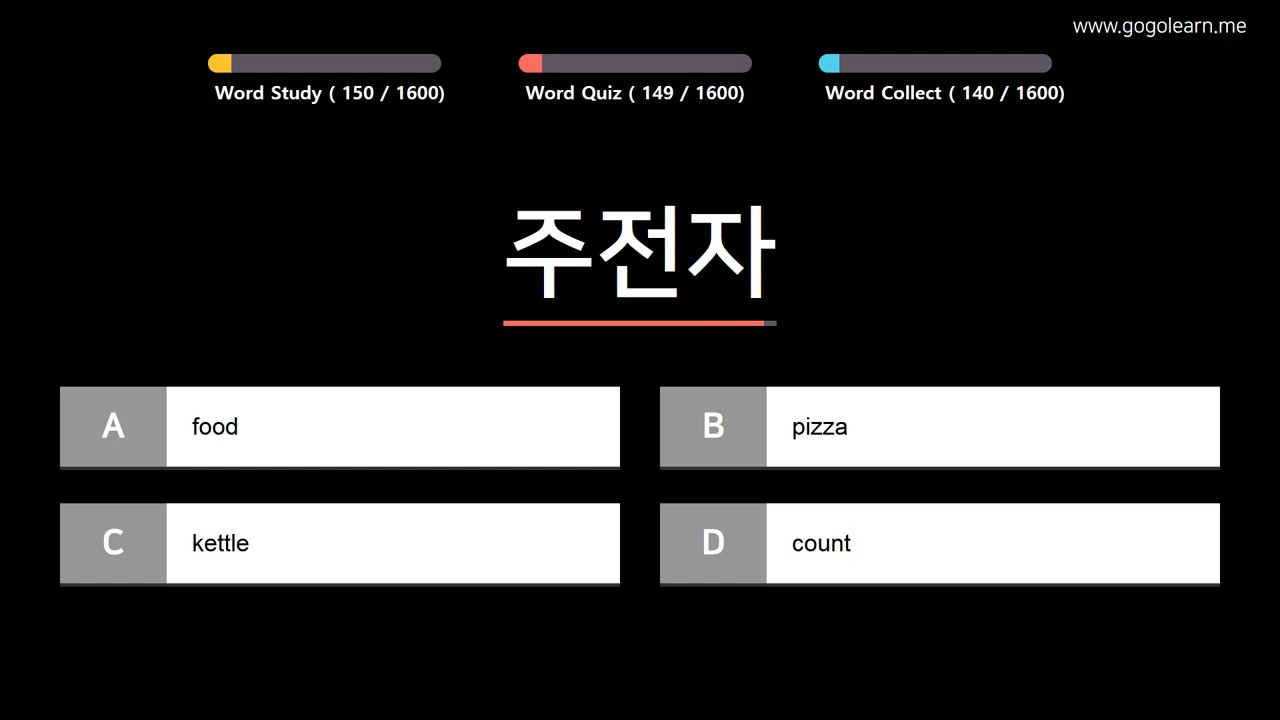 www.gogolearn.me
Word Study ( 150 / 1600)
Word Quiz ( 149 / 1600)
Word Collect ( 140 / 1600)
주전자
A food
B pizza
C kettle
D count